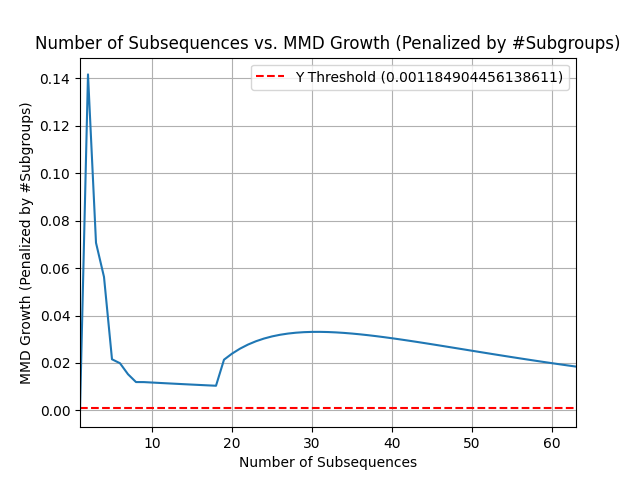 Number of Subsequences vs. MMD Growth (Penalized by #Subgroups)
Y Threshold (0.001184904456138611)
MMD Growth (Penalized by #Subgroups)
0.14
0.12
0.10
0.08
0.06
0.04
0.02
0.00
10 20 30 40 50 60
Number of Subsequences